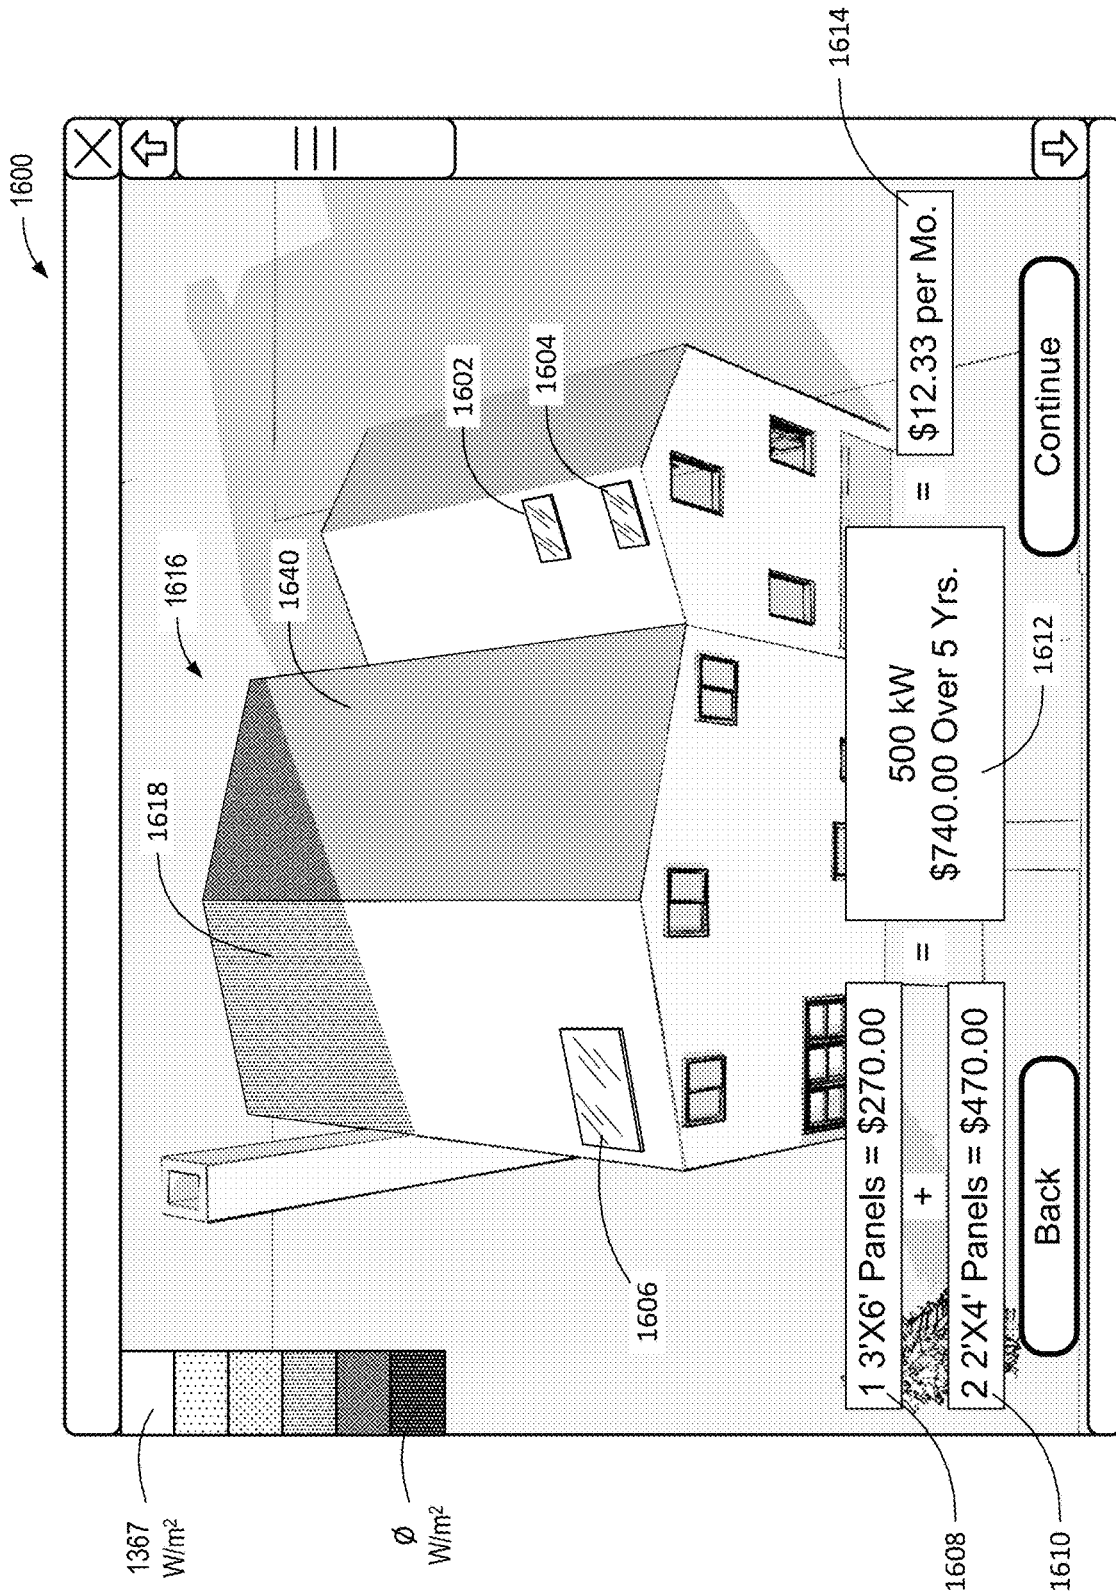 1600
1367
W/m²
Ø
W/m²
1618
1616
1640
1602
1604
1606
1614
1 3'X6' Panels = $270.00
+
2 2'X4' Panels = $470.00
=
500 kW
$740.00 Over 5 Yrs.
=
$12.33 per Mo.
1612
Back
Continue
1608
1610